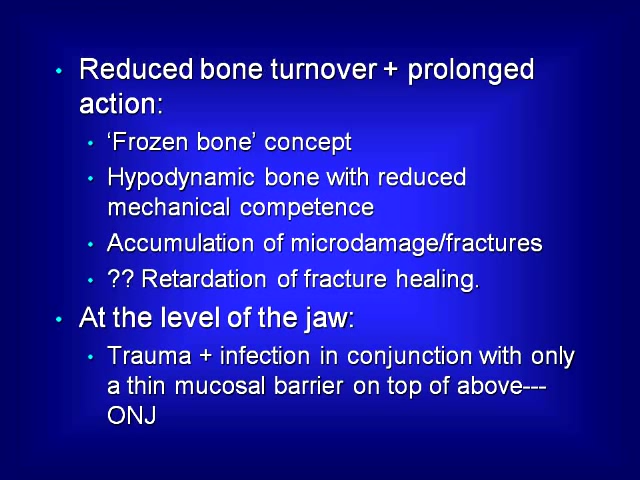 • Reduced bone turnover + prolonged
action:
• ‘Frozen bone’ concept
• Hypodynamic bone with reduced
mechanical competence
• Accumulation of microdamage/fractures
• ?? Retardation of fracture healing.
• At the level of the jaw:
• Trauma + infection in conjunction with only
a thin mucosal barrier on top of above---
ONJ